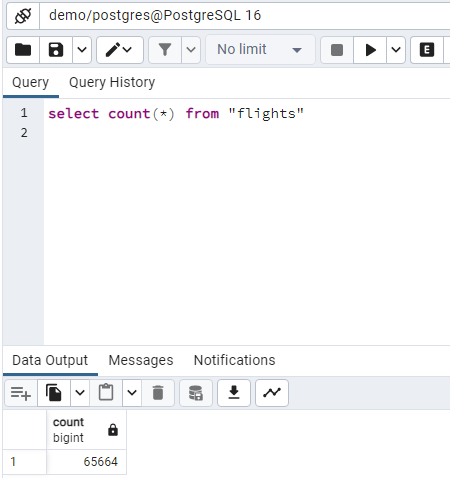 demo/postgres@PostgreSQL 16
No limit
E
Query Query History
1 select count(*) from "flights"
2
Data Output Messages Notifications
count
bigint
1 65664